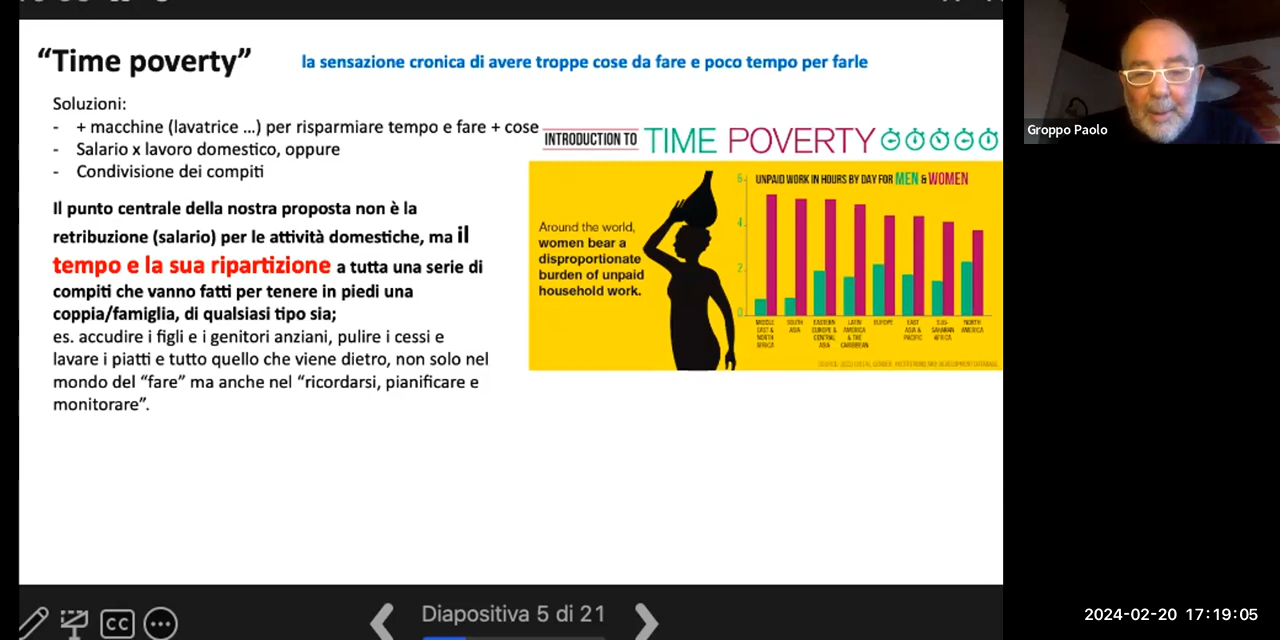 “Time poverty”
la sensazione cronica di avere troppe cose da fare e poco tempo per farle
Soluzioni:
- + macchine (lavatrice ...) per risparmiare tempo e fare + cose
- Salario x lavoro domestico, oppure
- Condivisione dei compiti
Il punto centrale della nostra proposta non è la
retribuzione (salario) per le attività domestiche, ma il
tempo e la sua ripartizione a tutta una serie di
compiti che vanno fatti per tenere in piedi una
coppia/famiglia, di qualsiasi tipo sia;
es. accudire i figli e i genitori anziani, pulire i cessi e
lavare i piatti e tutto quello che viene dietro, non solo nel
mondo del “fare” ma anche nel “ricordarsi, pianificare e
monitorare”.
INTRODUCTION TO TIME POVERTY
Around the world,
women bear a
disproportionate
burden of unpaid
household work.
UNPAID WORK IN HOURS BY DAY FOR MEN & WOMEN
6
4
2
0
MIDDLE
EAST &
NORTH
AFRICA
SOUTH
ASIA
EASTERN
EUROPE &
CENTRAL
ASIA
LATIN
AMERICA
& THE
CARIBBEAN
EUROPE
EAST
ASIA &
PACIFIC
SUB-
SAHARAN
AFRICA
NORTH
AMERICA
Groppo Paolo
CC
Diapositiva 5 di 21
2024-02-20 17:19:05